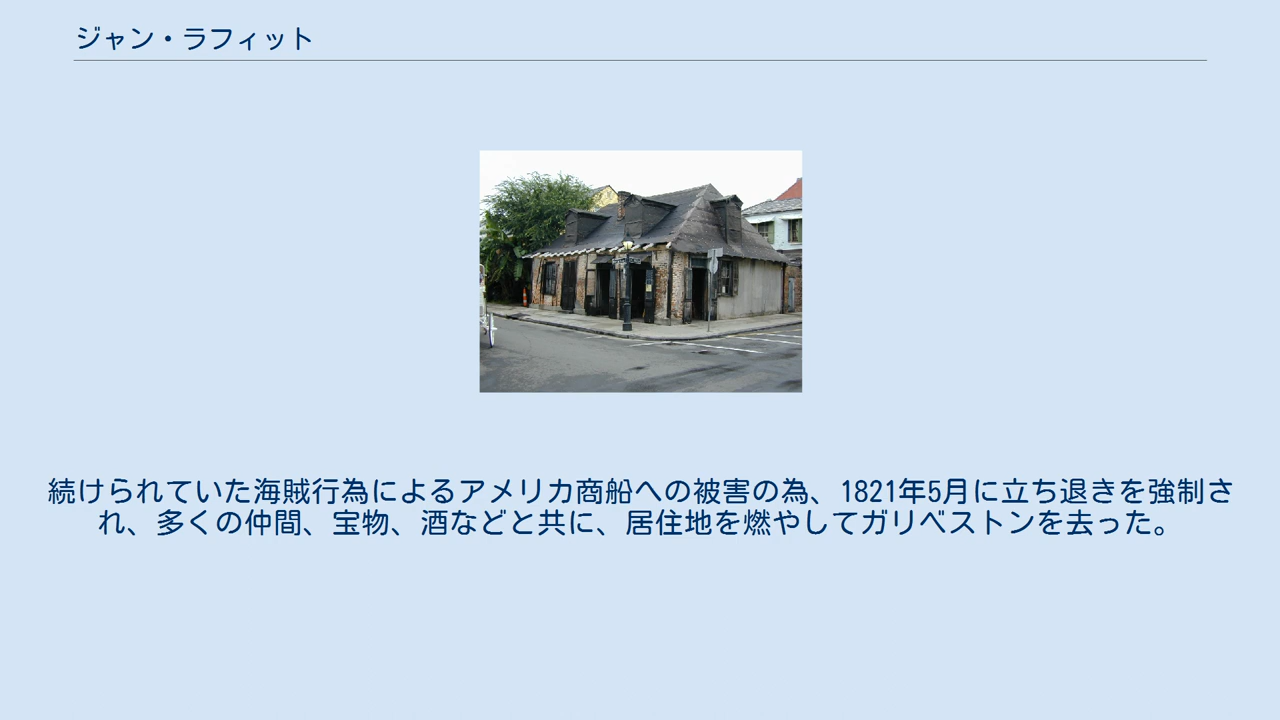 ジャン・ラフィット
続けられていた海賊行為によるアメリカ商船への被害の為、1821年5月に立ち退きを強制さ
れ、多くの仲間、宝物、酒などと共に、居住地を燃やしてガリベストンを去った。